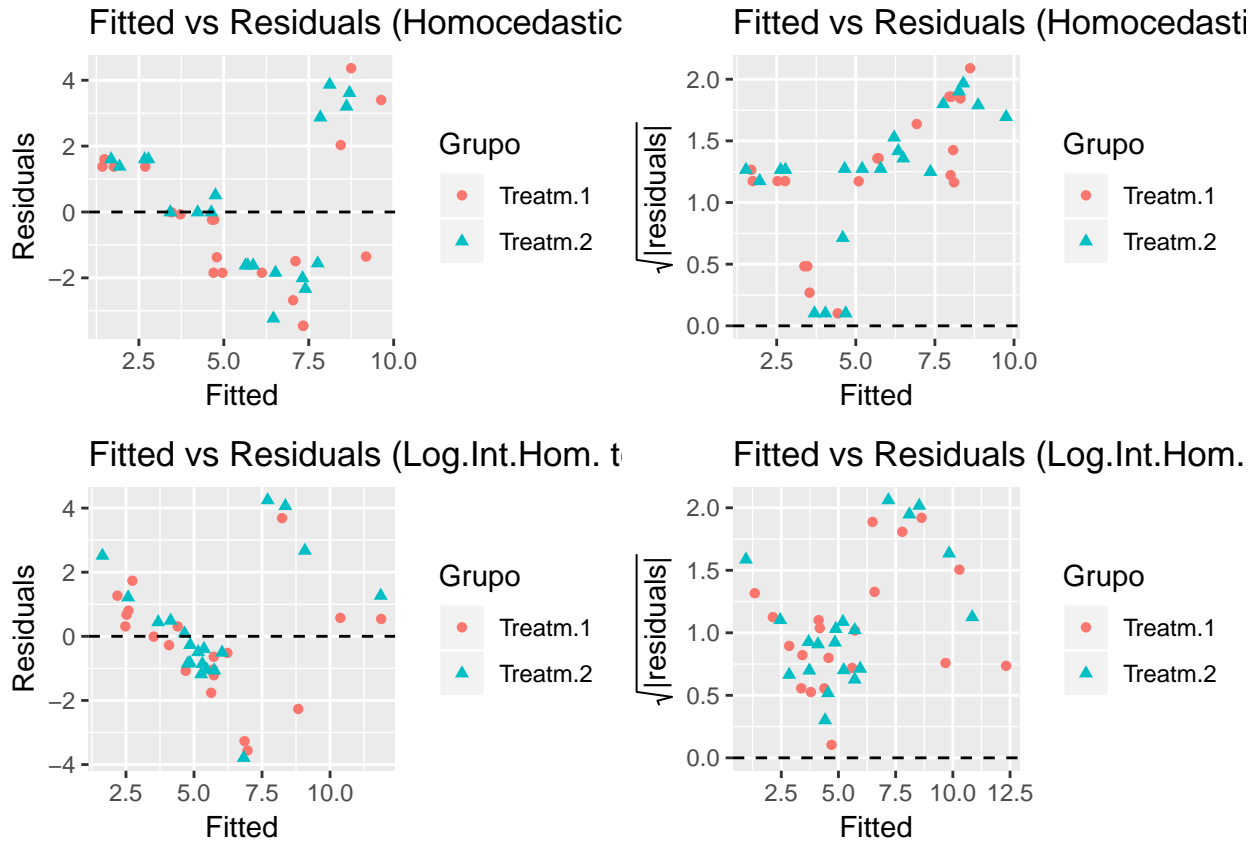 Fitted vs Residuals (Homocedastic
4
2
0
−2
Residuals
2.5 5.0 7.5 10.0
Fitted
Grupo
Treatm.1
Treatm.2
Fitted vs Residuals (Homocedasti
2.0
1.5
1.0
0.5
0.0
√|residuals|
2.5 5.0 7.5 10.0
Fitted
Grupo
Treatm.1
Treatm.2
Fitted vs Residuals (Log.Int.Hom. t
4
2
0
−2
−4
Residuals
2.5 5.0 7.5 10.0
Fitted
Grupo
Treatm.1
Treatm.2
Fitted vs Residuals (Log.Int.Hom.
2.0
1.5
1.0
0.5
0.0
√|residuals|
2.5 5.0 7.5 10.0 12.5
Fitted
Grupo
Treatm.1
Treatm.2